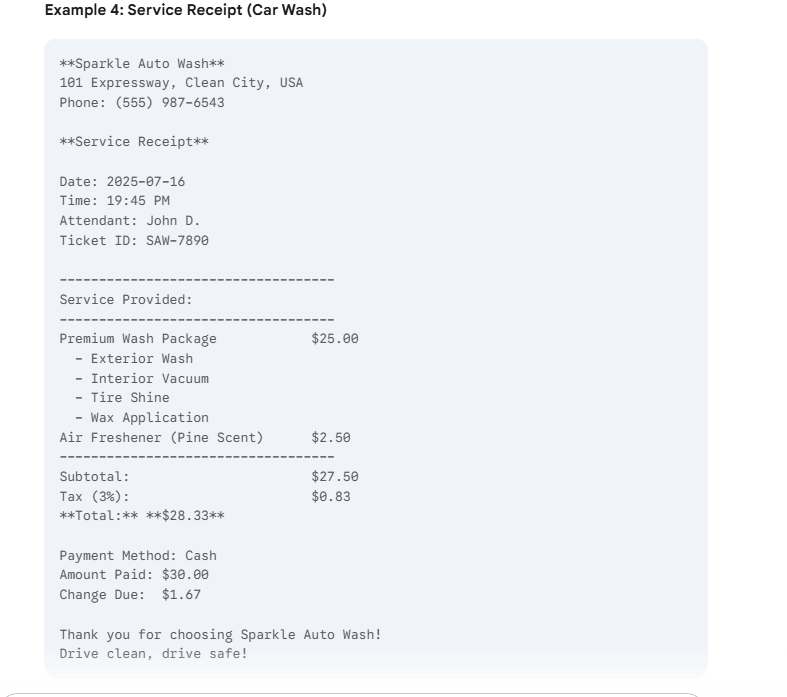 Example 4: Service Receipt (Car Wash)
**Sparkle Auto Wash**
101 Expressway, Clean City, USA
Phone: (555) 987-6543
**Service Receipt**
Date: 2025-07-16
Time: 19:45 PM
Attendant: John D.
Ticket ID: SAW-7890
-----------------------------------
Service Provided:
-----------------------------------
Premium Wash Package            $25.00
  - Exterior Wash
  - Interior Vacuum
  - Tire Shine
  - Wax Application
Air Freshener (Pine Scent)      $2.50
-----------------------------------
Subtotal:                       $27.50
Tax (3%):                       $0.83
**Total:** **$28.33**
Payment Method: Cash
Amount Paid: $30.00
Change Due:  $1.67
Thank you for choosing Sparkle Auto Wash!
Drive clean, drive safe!